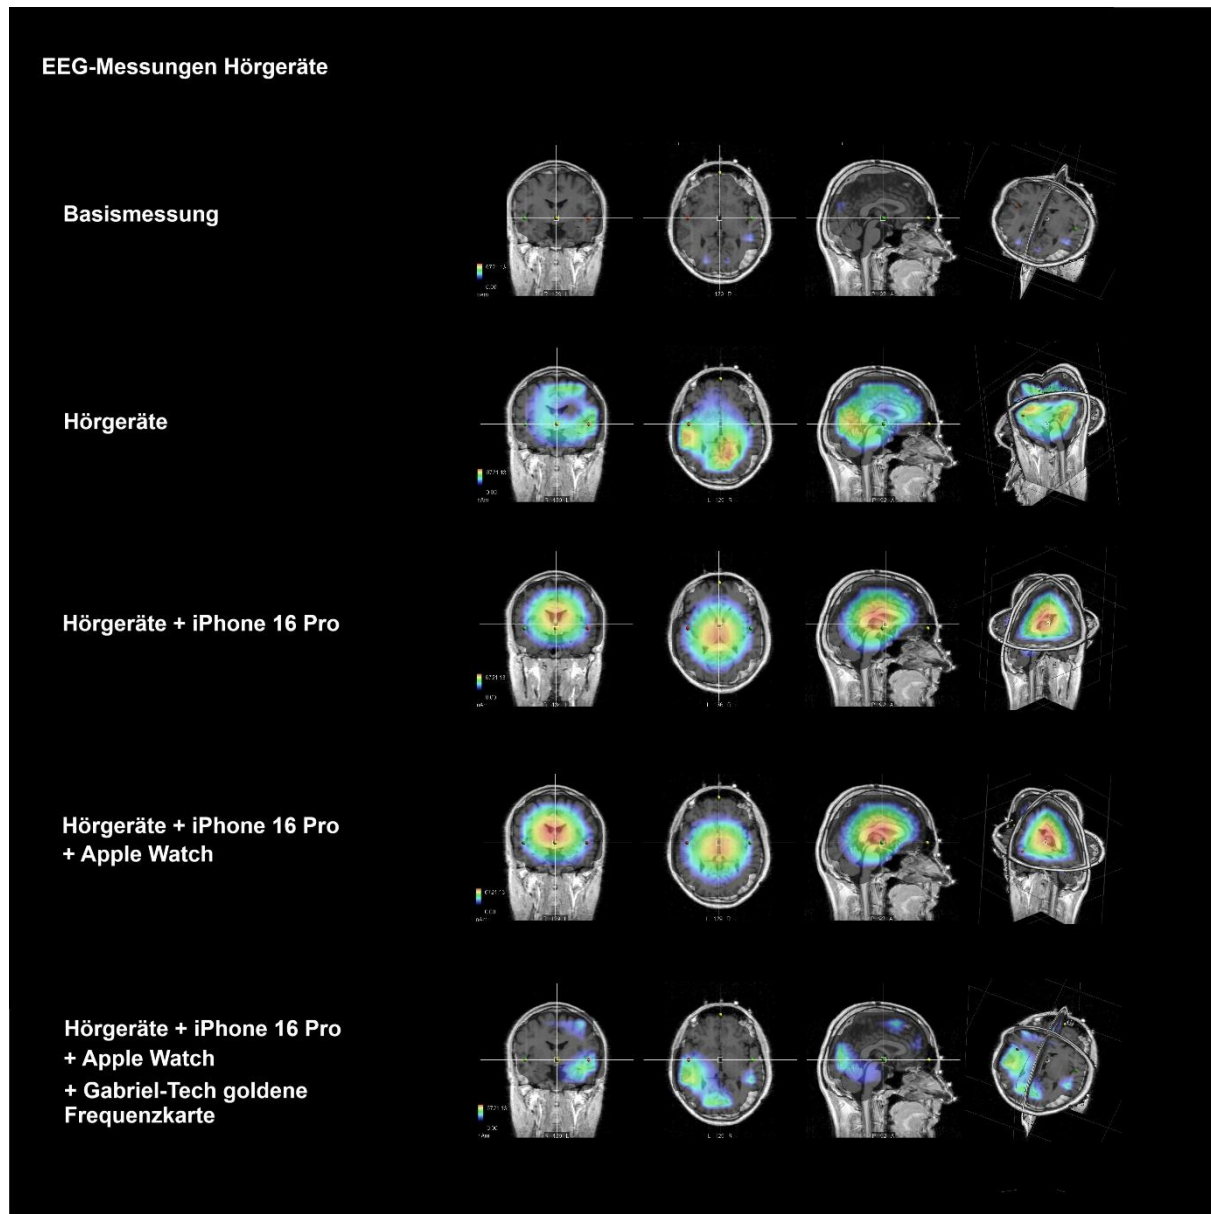 EEG-Messungen Hörgeräte
Basismessung
Hörgeräte
Hörgeräte + iPhone 16 Pro
Hörgeräte + iPhone 16 Pro
+ Apple Watch
Hörgeräte + iPhone 16 Pro
+ Apple Watch
+ Gabriel-Tech goldene
Frequenzkarte